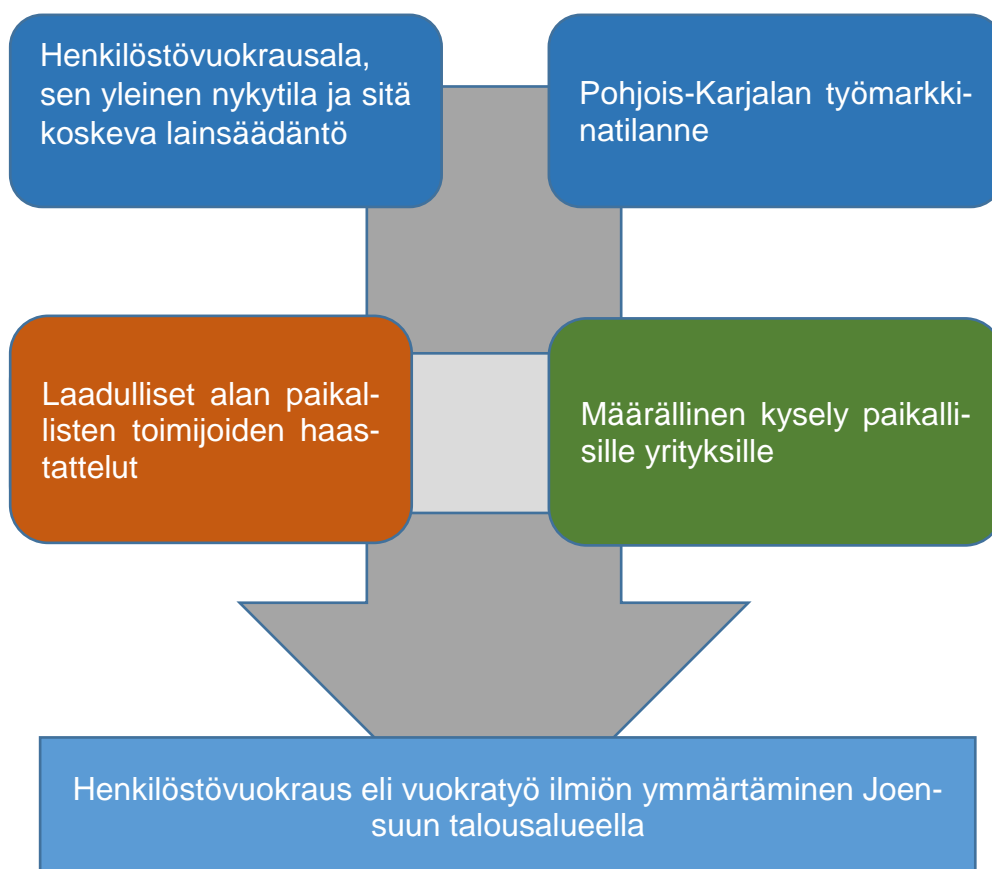 Henkilöstövuokrausala,
sen yleinen nykytila ja sitä
koskeva lainsäädäntö
Pohjois-Karjalan työmarkki-
natilanne
Laadulliset alan paikal-
listen toimijoiden haas-
tattelut
Määrällinen kysely paikalli-
sille yrityksille
Henkilöstövuokraus eli vuokratyö ilmiön ymmärtäminen Joen-
suun talousalueella